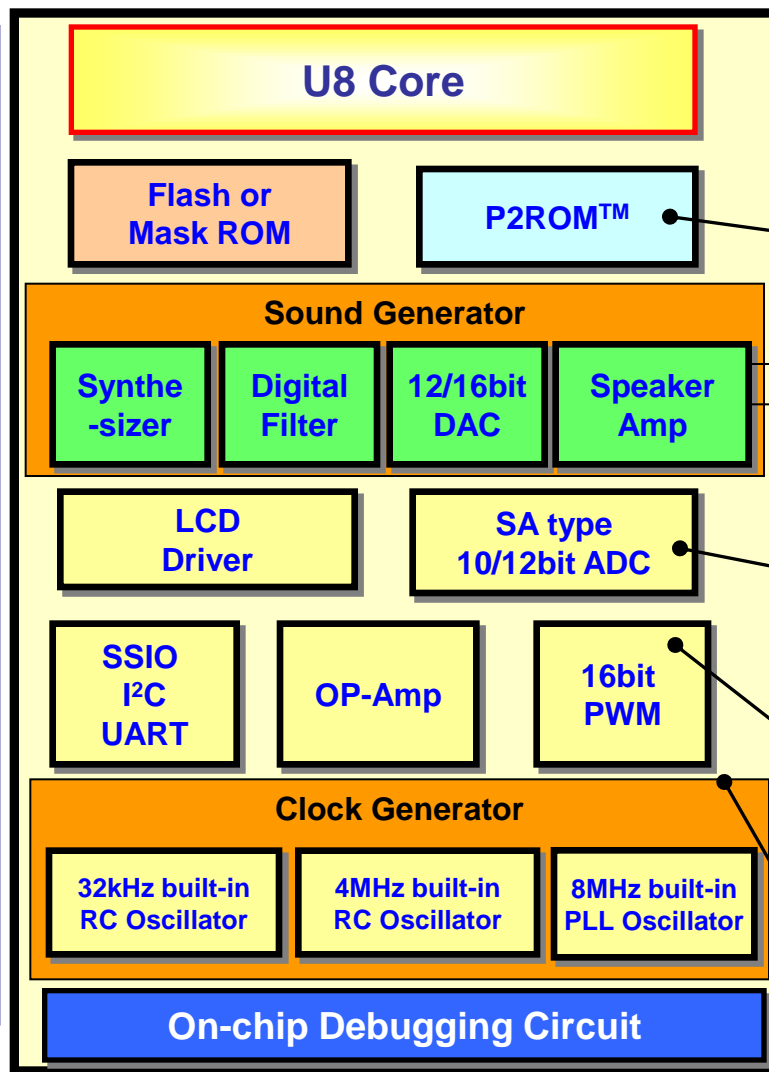 U8 Core
Flash or
Mask ROM
P2ROM™
Sound Generator
Synthe
-sizer
Digital
Filter
12/16bit
DAC
Speaker
Amp
LCD
Driver
SA type
10/12bit ADC
SSIO
I²C
UART
OP-Amp
16bit
PWM
Clock Generator
32kHz built-in
RC Oscillator
4MHz built-in
RC Oscillator
8MHz built-in
PLL Oscillator
On-chip Debugging Circuit